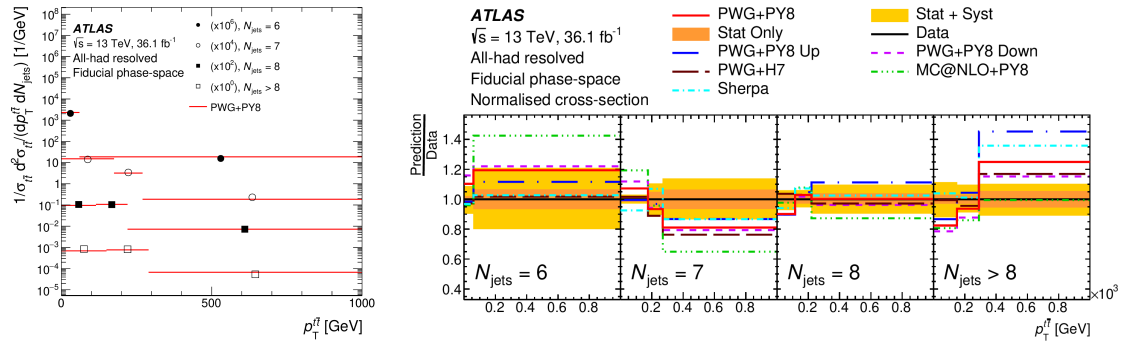 ATLAS
√s = 13 TeV, 36.1 fb⁻¹
All-had resolved
Fiducial phase-space
(x10⁶), N_jets = 6
(x10⁴), N_jets = 7
(x10²), N_jets = 8
(x10⁰), N_jets > 8
PWG+PY8
1/σ_tt̄ d²σ_tt̄/(dp_T^tt̄ dN_jets) [1/GeV]
10⁸
10⁷
10⁶
10⁵
10⁴
10³
10²
10
1
10⁻¹
10⁻²
10⁻³
10⁻⁴
10⁻⁵
0 500 1000
p_T^tt̄ [GeV]
ATLAS
√s = 13 TeV, 36.1 fb⁻¹
All-had resolved
Fiducial phase-space
Normalised cross-section
PWG+PY8
Stat Only
PWG+PY8 Up
PWG+H7
Sherpa
Stat + Syst
Data
PWG+PY8 Down
MC@NLO+PY8
Prediction
Data
1.4
1.2
1.0
0.8
0.6
0.4
N_jets = 6
N_jets = 7
N_jets = 8
N_jets > 8
0.2 0.4 0.6 0.8
0.2 0.4 0.6 0.8
0.2 0.4 0.6 0.8
0.2 0.4 0.6 0.8
×10³
p_T^tt̄ [GeV]